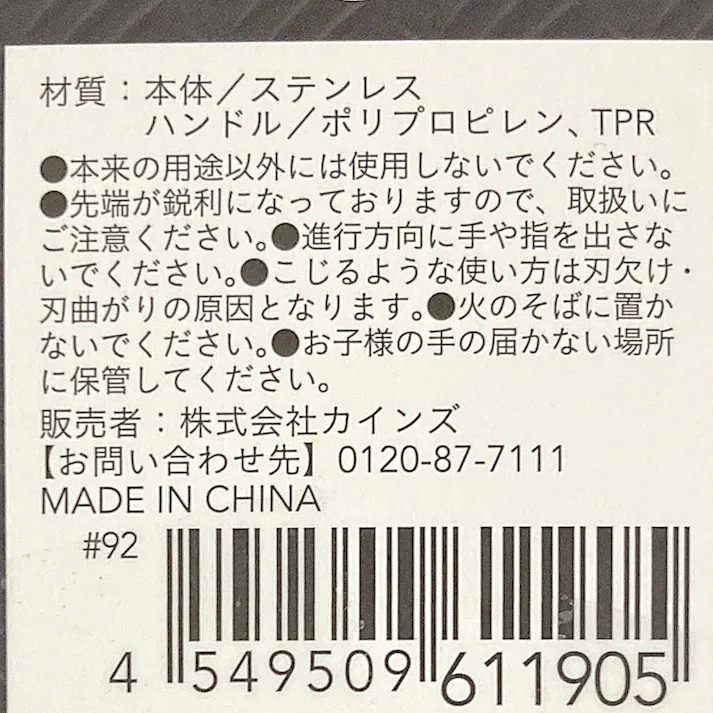 材質：本体／ステンレス
ハンドル／ポリプロピレン、TPR
●本来の用途以外には使用しないでください。
●先端が鋭利になっておりますので、取扱いに
ご注意ください。●進行方向に手や指を出さな
いでください。●こじるような使い方は刃欠け・
刃曲がりの原因となります。●火のそばに置か
ないでください。●お子様の手の届かない場所
に保管してください。
販売者：株式会社カインズ
【お問い合わせ先】0120-87-7111
MADE IN CHINA
#92
4 549509 611905